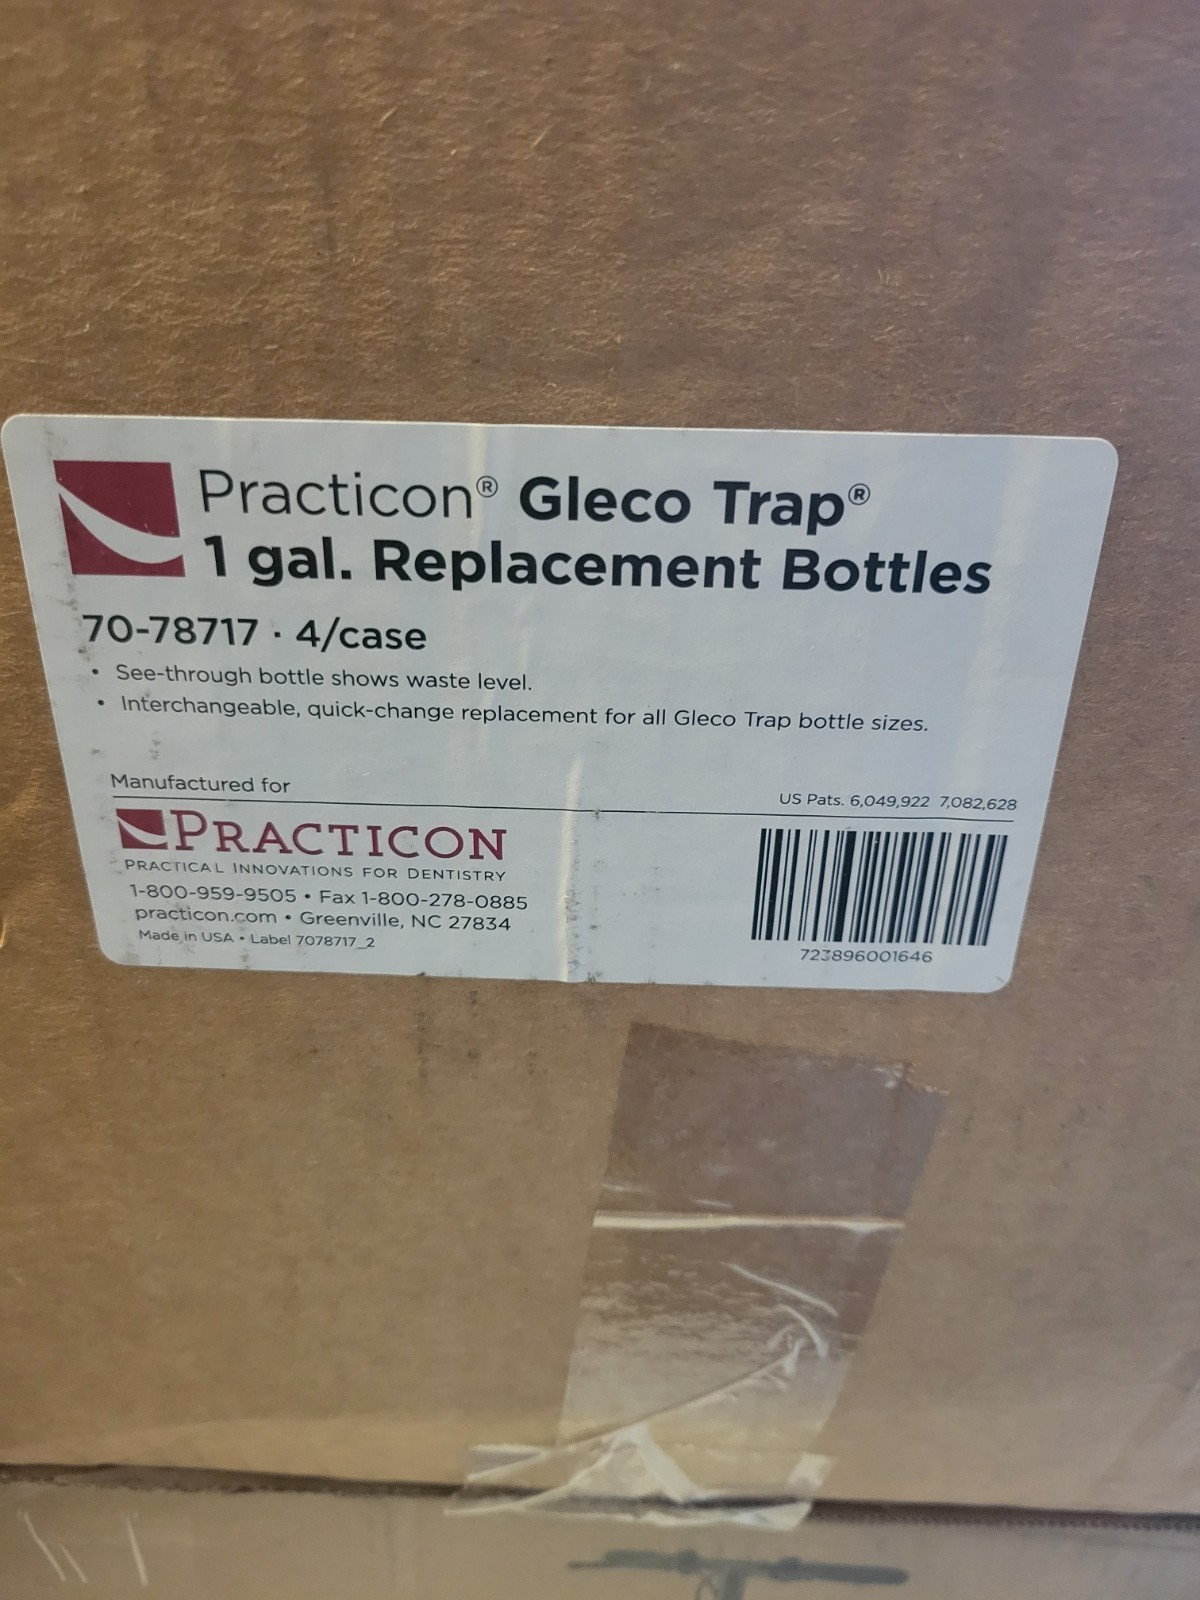 Practicon® Gleco Trap®
1 gal. Replacement Bottles
70-78717 · 4/case
• See-through bottle shows waste level.
• Interchangeable, quick-change replacement for all Gleco Trap bottle sizes.
Manufactured for
US Pats. 6,049,922 7,082,628
PRACTICON
PRACTICAL INNOVATIONS FOR DENTISTRY
1-800-959-9505 • Fax 1-800-278-0885
practicon.com • Greenville, NC 27834
Made in USA • Label 7078717_2
723896001646